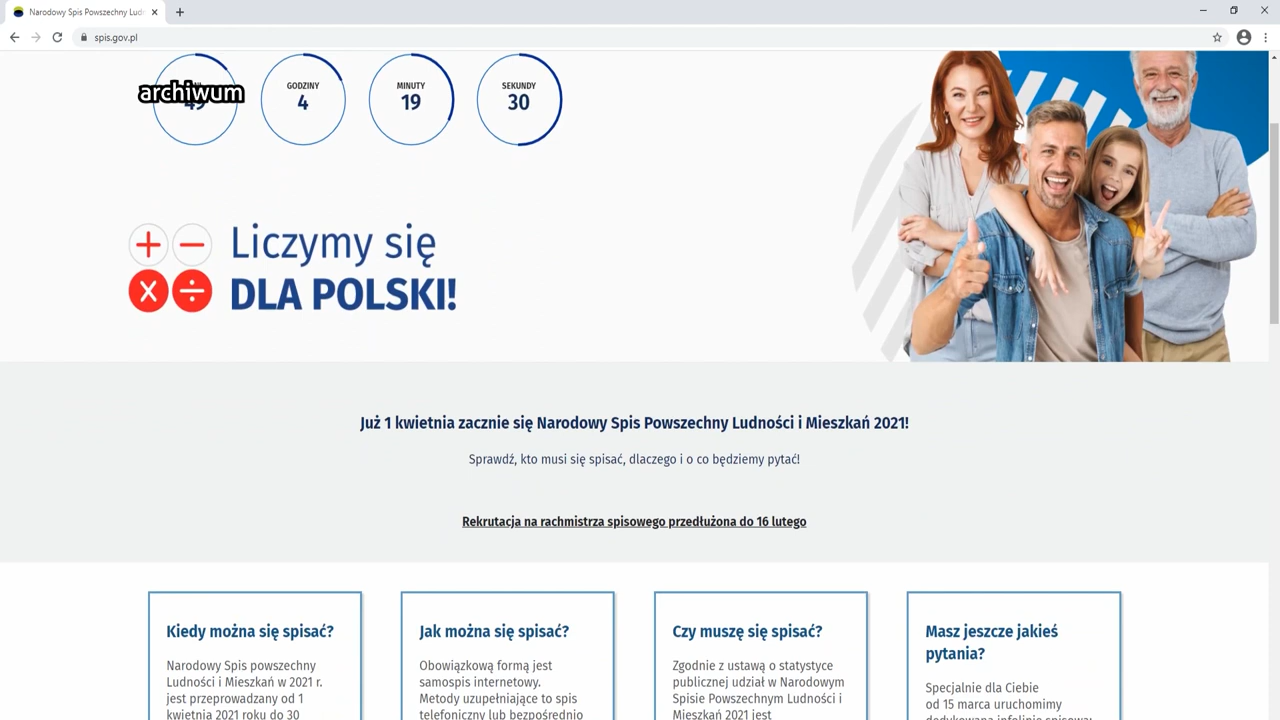 Narodowy Spis Powszechny Ludn
spis.gov.pl
archiwum
49
GODZINY
4
MINUTY
19
SEKUNDY
30
Liczymy się
DLA POLSKI!
Już 1 kwietnia zacznie się Narodowy Spis Powszechny Ludności i Mieszkań 2021!
Sprawdź, kto musi się spisać, dlaczego i o co będziemy pytać!
Rekrutacja na rachmistrza spisowego przedłużona do 16 lutego
Kiedy można się spisać?
Narodowy Spis powszechny
Ludności i Mieszkań w 2021 r.
jest przeprowadzany od 1
kwietnia 2021 roku do 30
Jak można się spisać?
Obowiązkową formą jest
samospis internetowy.
Metody uzupełniające to spis
telefoniczny lub bezpośrednio
Czy muszę się spisać?
Zgodnie z ustawą o statystyce
publicznej udział w Narodowym
Spisie Powszechnym Ludności i
Mieszkań 2021 jest
Masz jeszcze jakieś
pytania?
Specjalnie dla Ciebie
od 15 marca uruchomimy
dedykowaną infolinię spisową: